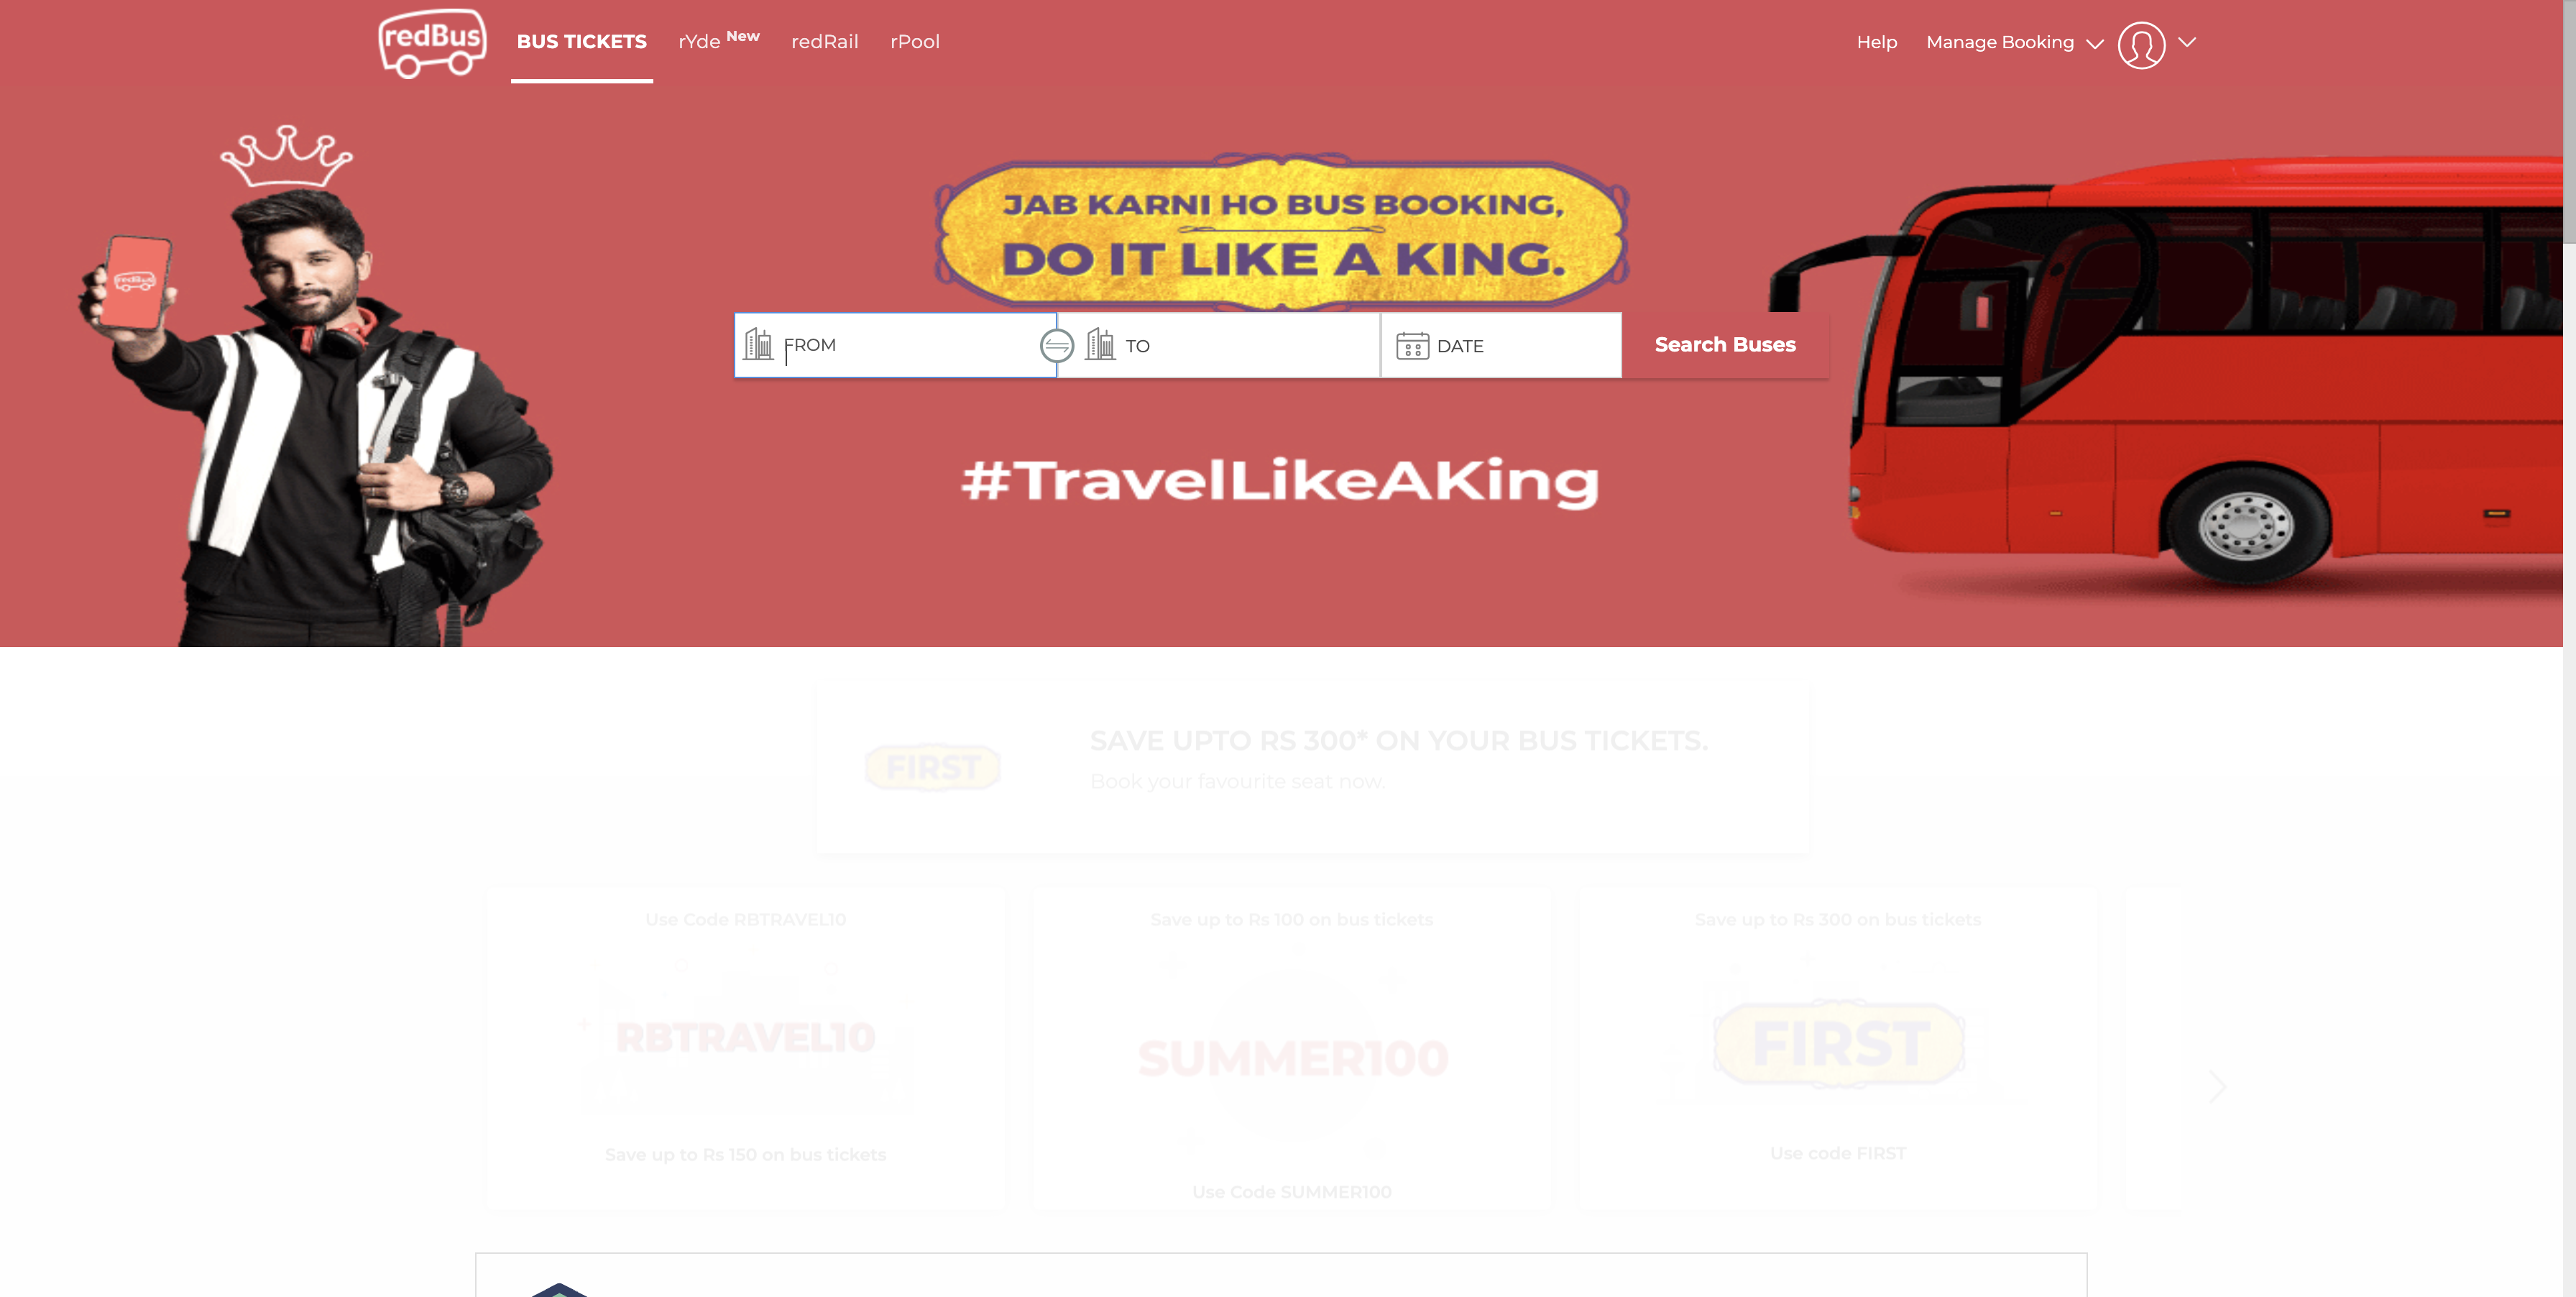 redBus
BUS TICKETS
rYde New
redRail
rPool
Help
Manage Booking
JAB KARNI HO BUS BOOKING,
DO IT LIKE A KING.
redBus
FROM
TO
DATE
Search Buses
#TravelLikeAKing
FIRST
SAVE UPTO RS 300* ON YOUR BUS TICKETS.
Book your favourite seat now.
Use Code RBTRAVEL10
RBTRAVEL10
Save up to Rs 150 on bus tickets
Save up to Rs 100 on bus tickets
SUMMER100
Use Code SUMMER100
Save up to Rs 300 on bus tickets
FIRST
Use code FIRST